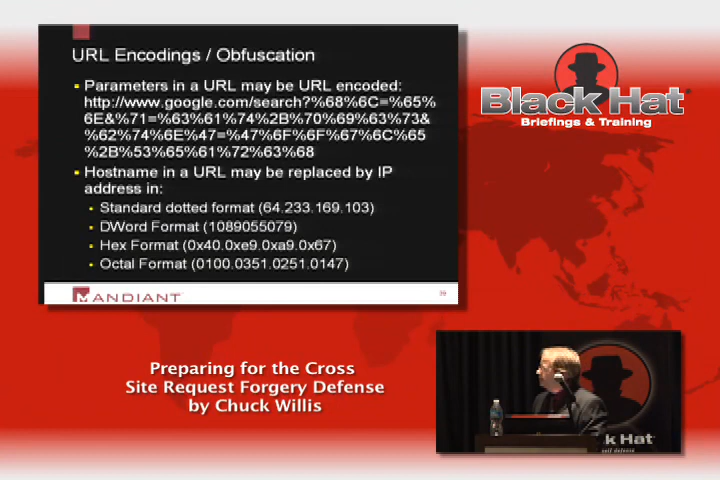 URL Encodings / Obfuscation
Parameters in a URL may be URL encoded:
http://www.google.com/search?%68%6C=%65%
6E&%71=%63%61%74%2B%70%69%63%73&
%62%74%6E%47=%47%6F%6F%67%6C%65
%2B%53%65%61%72%63%68
Hostname in a URL may be replaced by IP
address in:
Standard dotted format (64.233.169.103)
DWord Format (1089055079)
Hex Format (0x40.0xe9.0xa9.0x67)
Octal Format (0100.0351.0251.0147)
MANDIANT
39
Black Hat
Briefings & Training
Preparing for the Cross
Site Request Forgery Defense
by Chuck Willis
k Hat
self defense